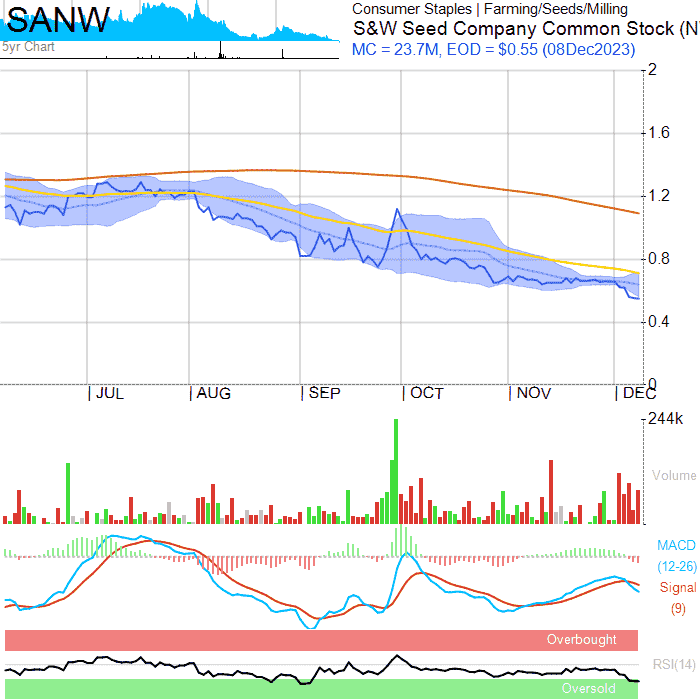 SANW
5yr Chart
Consumer Staples | Farming/Seeds/Milling
S&W Seed Company Common Stock (N
MC = 23.7M, EOD = $0.55 (08Dec2023)
2
1.6
1.2
0.8
0.4
0
JUL AUG SEP OCT NOV DEC
244k
Volume
MACD
(12-26)
Signal
(9)
Overbought
RSI(14)
Oversold